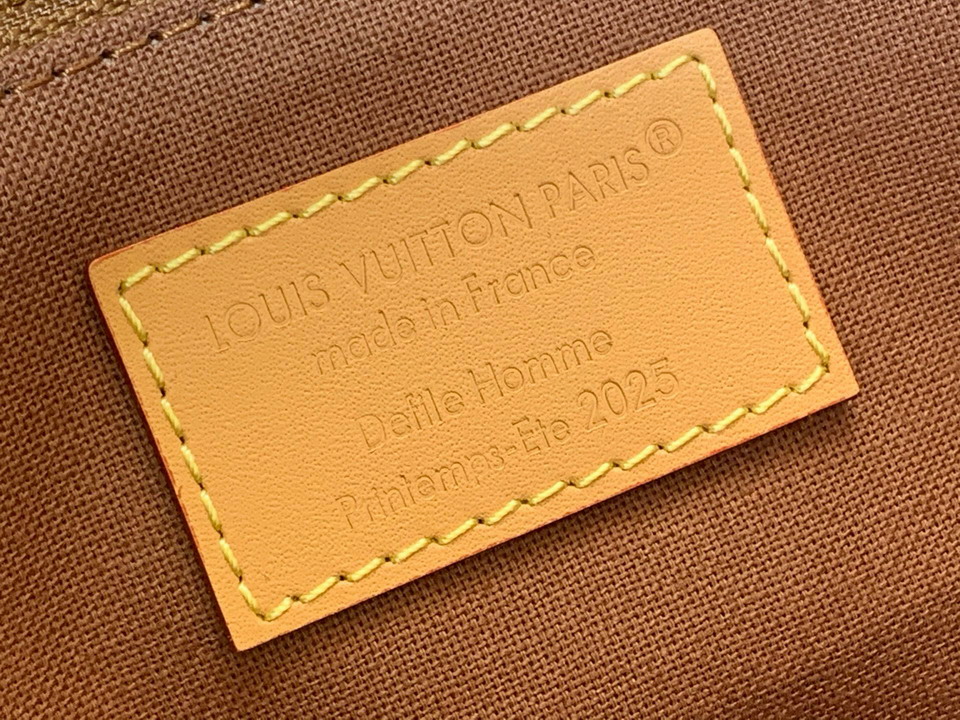 LOUIS VUITTON PARIS®
made in France
Defile Homme
Printemps-Ete 2025